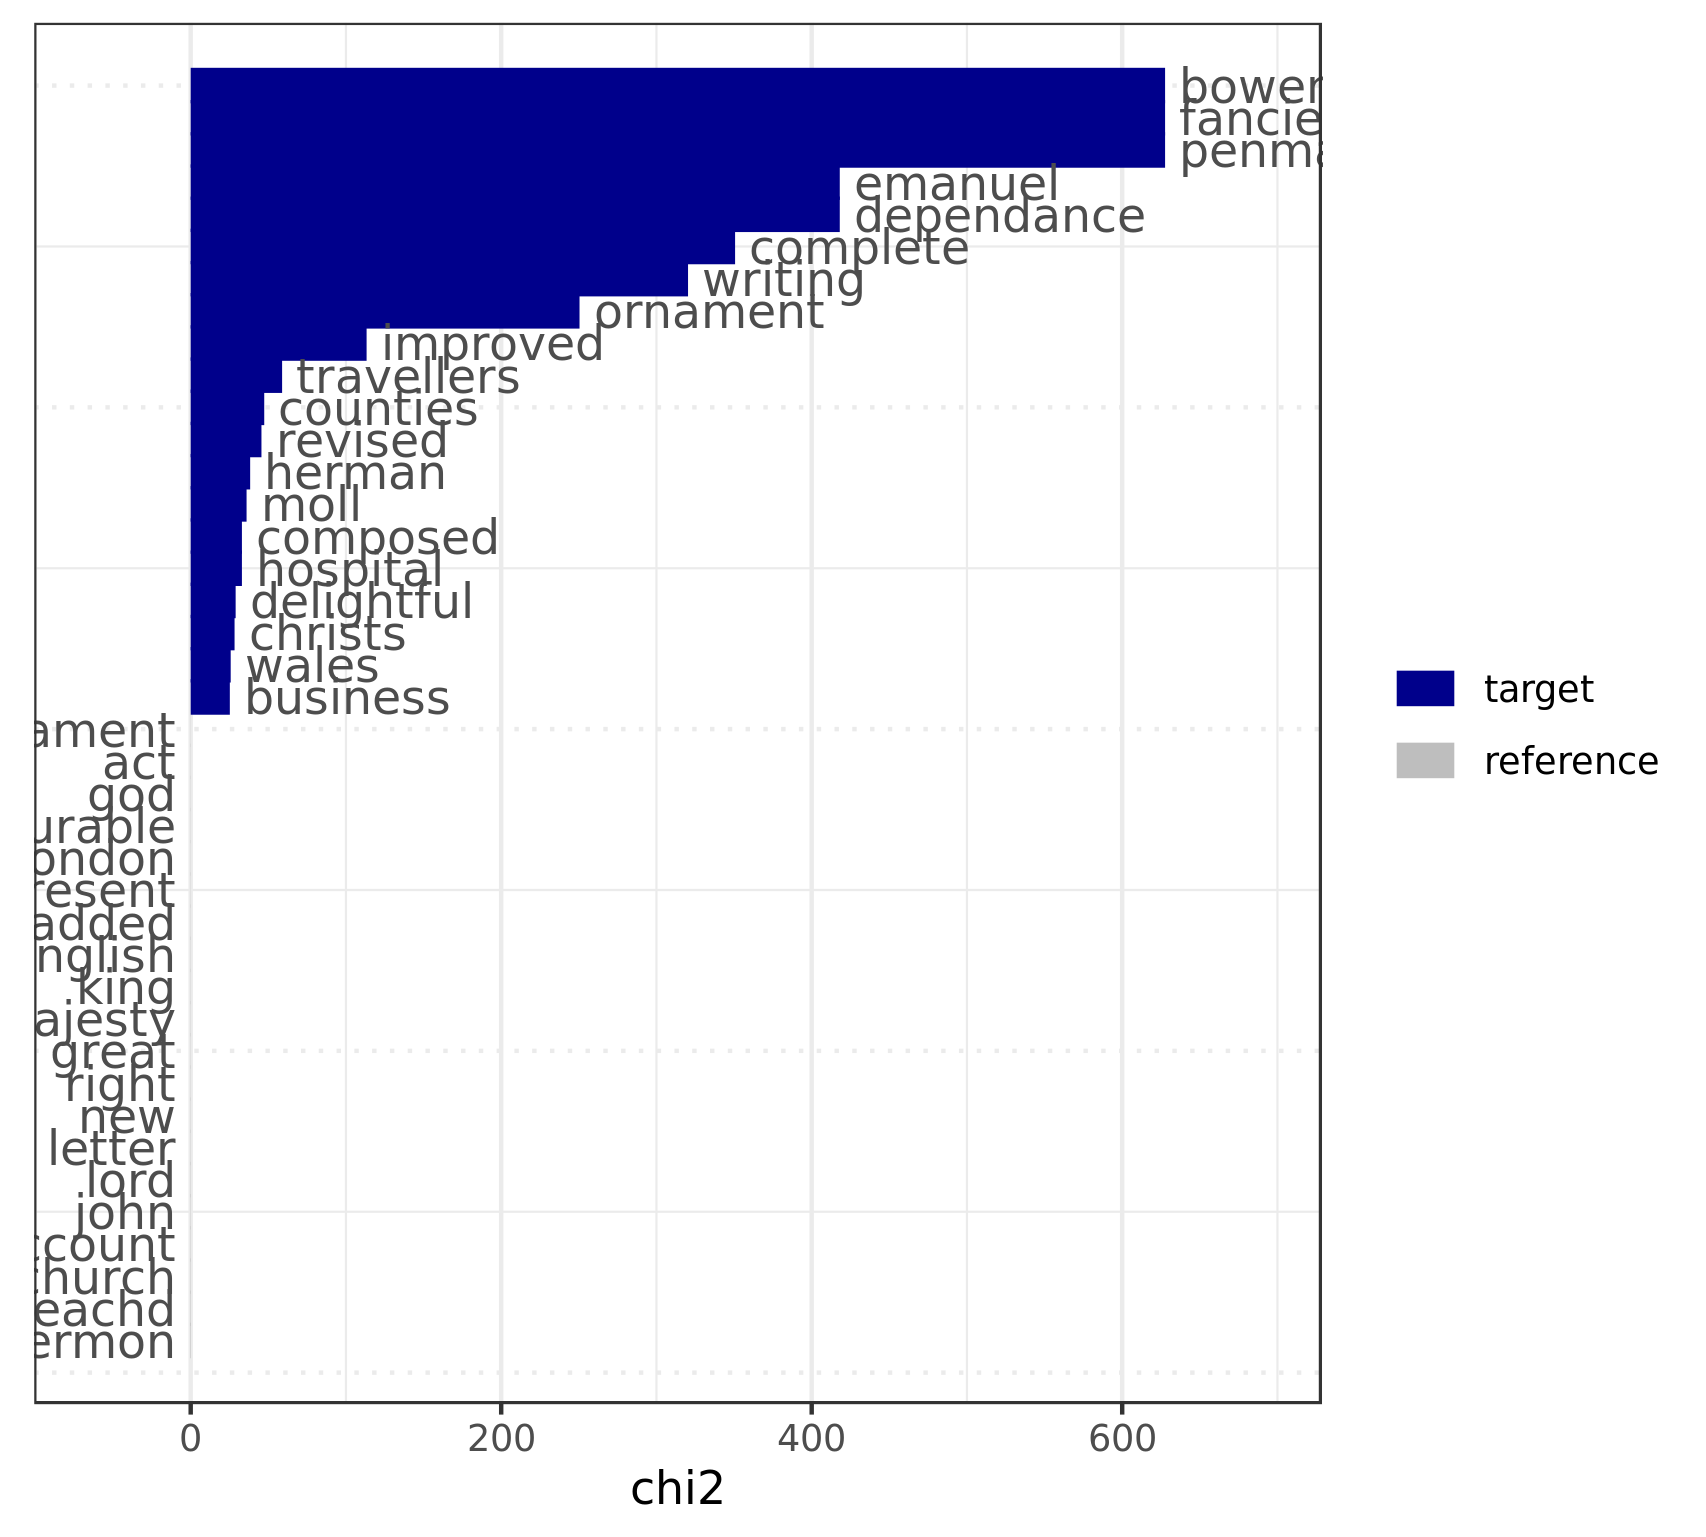 bower
fancie
penma
emanuel
dependance
complete
writing
ornament
improved
travellers
counties
revised
herman
moll
composed
hospital
delightful
christs
wales
business
ament
act
god
urable
ondon
resent
added
nglish
king
ajesty
great
right
new
letter
lord
john
ccount
church
eachd
ermon
target
reference
0 200 400 600
chi2